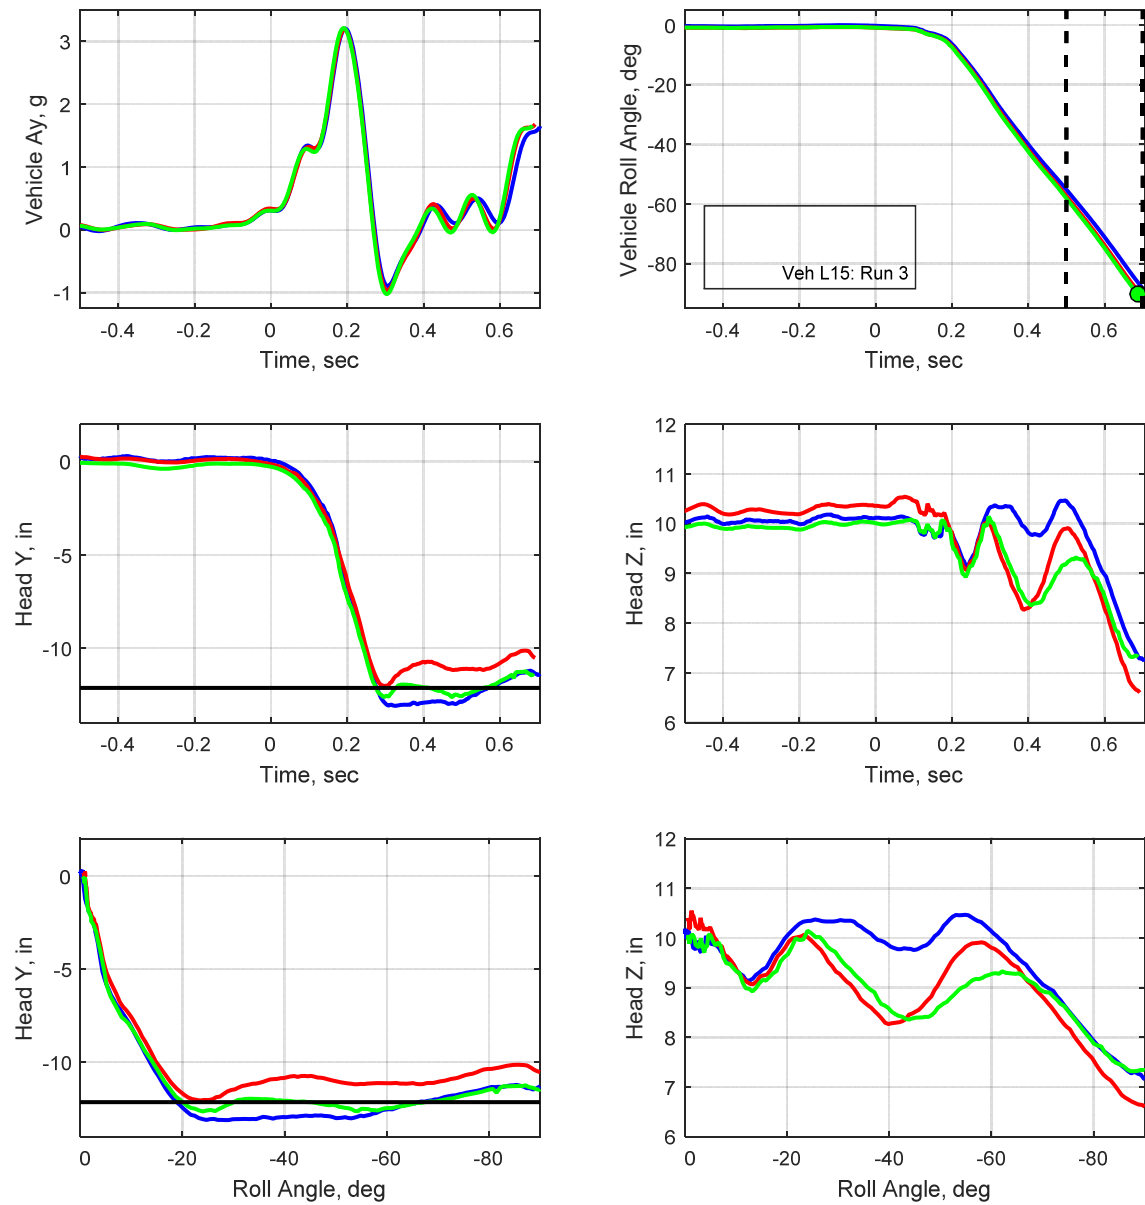 3
2
1
0
-1
Vehicle Ay, g
-0.4 -0.2 0 0.2 0.4 0.6
Time, sec
0
-20
-40
-60
-80
Vehicle Roll Angle, deg
Veh L15: Run 3
-0.4 -0.2 0 0.2 0.4 0.6
Time, sec
0
-5
-10
Head Y, in
-0.4 -0.2 0 0.2 0.4 0.6
Time, sec
12
11
10
9
8
7
6
Head Z, in
-0.4 -0.2 0 0.2 0.4 0.6
Time, sec
0
-5
-10
Head Y, in
0 -20 -40 -60 -80
Roll Angle, deg
12
11
10
9
8
7
6
Head Z, in
0 -20 -40 -60 -80
Roll Angle, deg